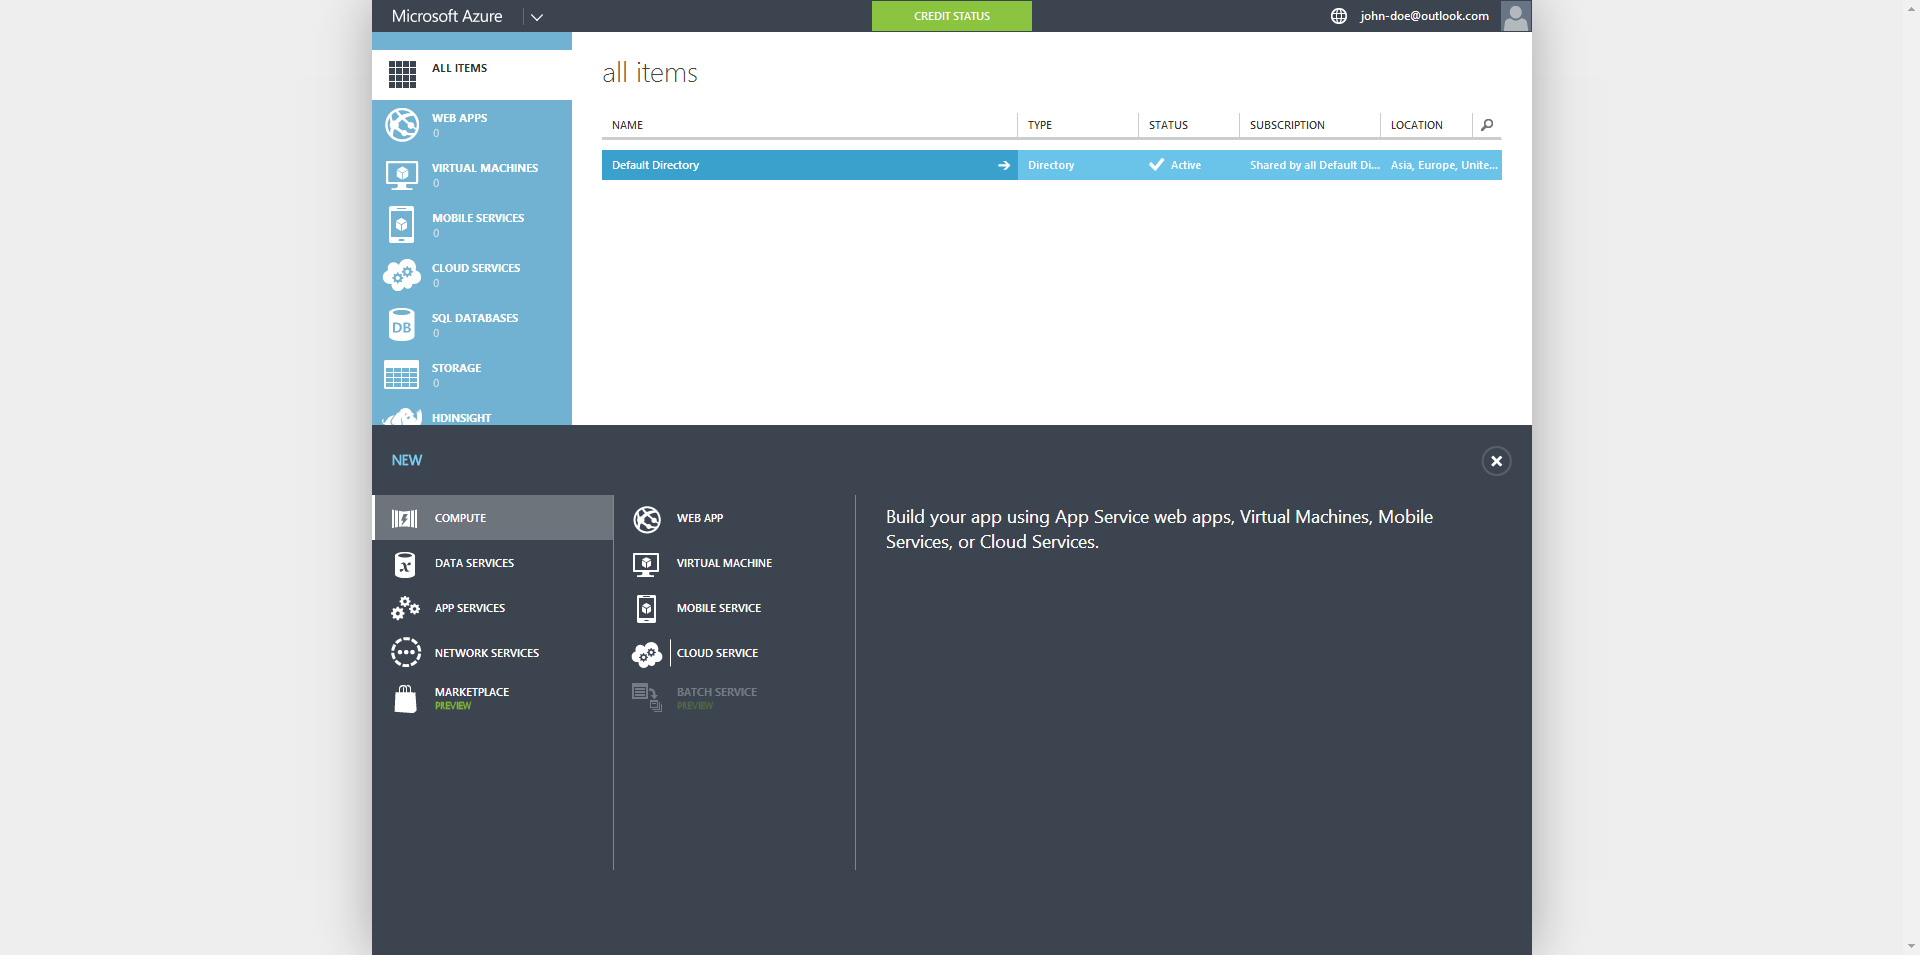 Microsoft Azure
CREDIT STATUS
john-doe@outlook.com
ALL ITEMS
WEB APPS
0
VIRTUAL MACHINES
0
MOBILE SERVICES
0
CLOUD SERVICES
0
DB
SQL DATABASES
0
STORAGE
0
HDINSIGHT
all items
NAME TYPE STATUS SUBSCRIPTION LOCATION
Default Directory Directory Active Shared by all Default Di... Asia, Europe, Unite...
NEW
COMPUTE
x
DATA SERVICES
APP SERVICES
NETWORK SERVICES
MARKETPLACE
PREVIEW
WEB APP
VIRTUAL MACHINE
MOBILE SERVICE
CLOUD SERVICE
BATCH SERVICE
PREVIEW
Build your app using App Service web apps, Virtual Machines, Mobile
Services, or Cloud Services.